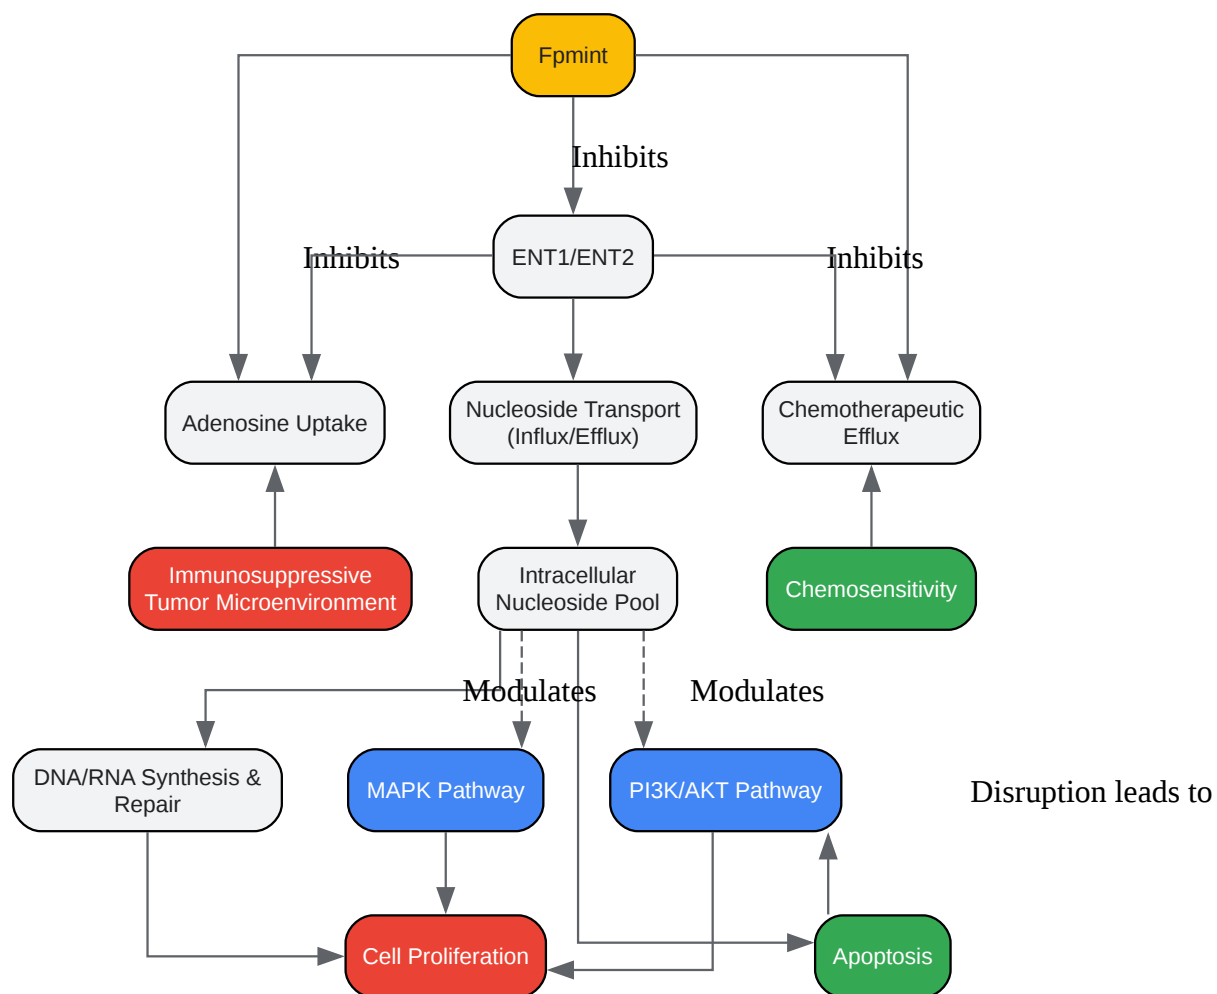 Fpmint
Inhibits
ENT1/ENT2
Inhibits
Inhibits
Adenosine Uptake
Nucleoside Transport
(Influx/Efflux)
Chemotherapeutic
Efflux
Immunosuppressive
Tumor Microenvironment
Intracellular
Nucleoside Pool
Chemosensitivity
Modulates
Modulates
DNA/RNA Synthesis &
Repair
MAPK Pathway
PI3K/AKT Pathway
Disruption leads to
Cell Proliferation
Apoptosis